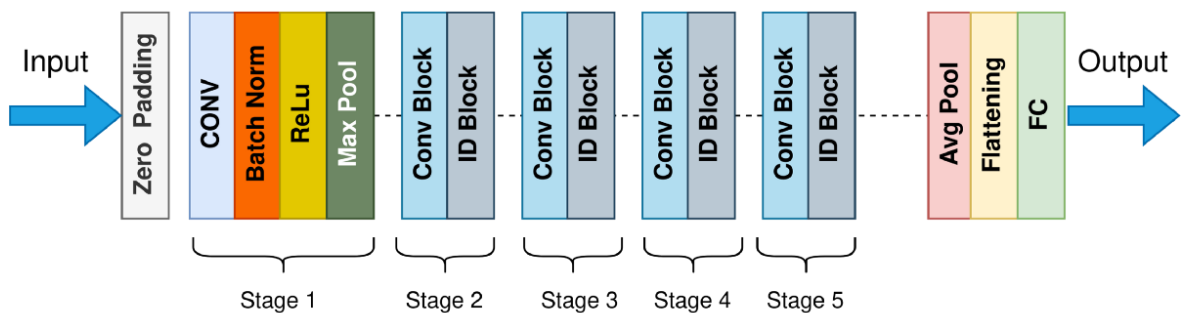 Input
Zero Padding
CONV
Batch Norm
ReLu
Max Pool
Conv Block
ID Block
Conv Block
ID Block
Conv Block
ID Block
Conv Block
ID Block
Avg Pool
Flattening
FC
Output
Stage 1
Stage 2
Stage 3
Stage 4
Stage 5